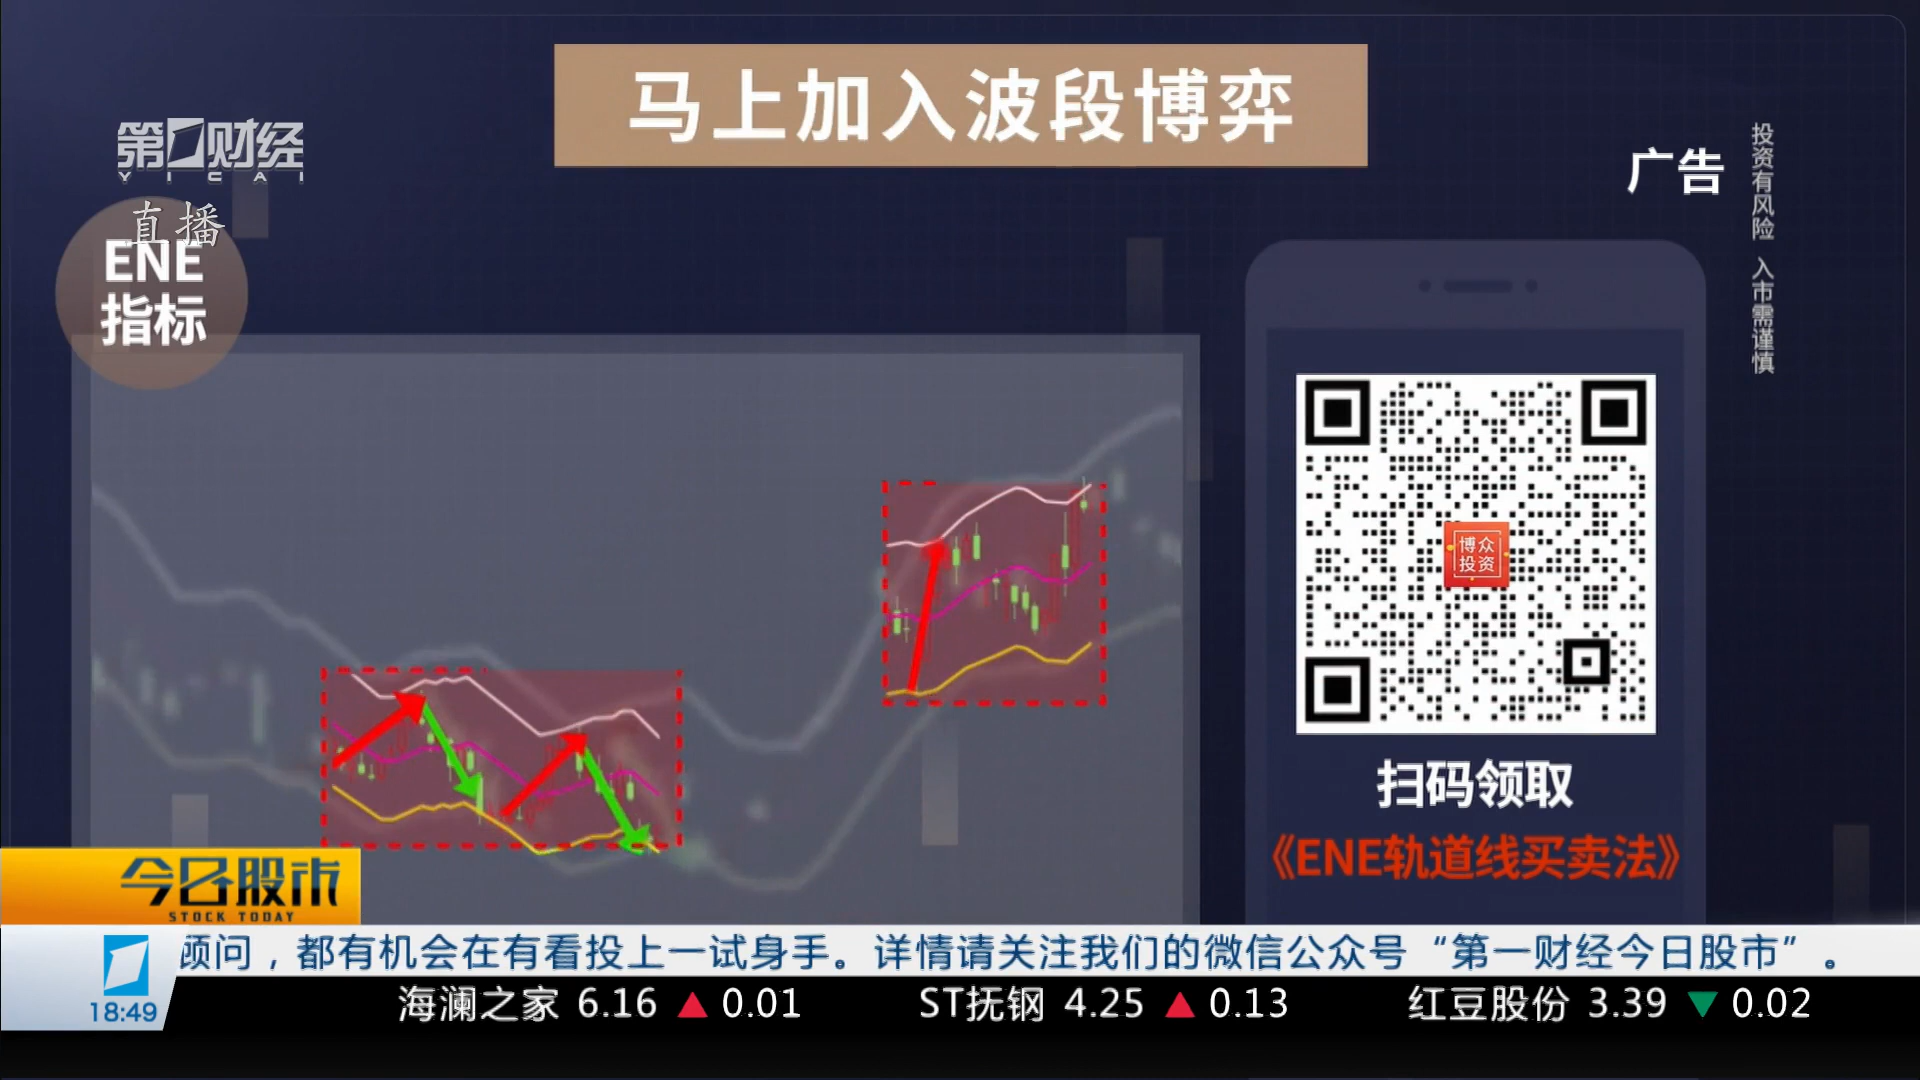 马上加入波段博弈
第1财经
YICAI
直播
广告
投资有风险 入市需谨慎
ENE
指标
博众
投资
扫码领取
《ENE轨道线买卖法》
今日股市
STOCK TODAY
顾问，都有机会在有看投上一试身手。详情请关注我们的微信公众号“第一财经今日股市”。
18:49
海澜之家 6.16 ▲ 0.01 ST抚钢 4.25 ▲ 0.13 红豆股份 3.39 ▼ 0.02